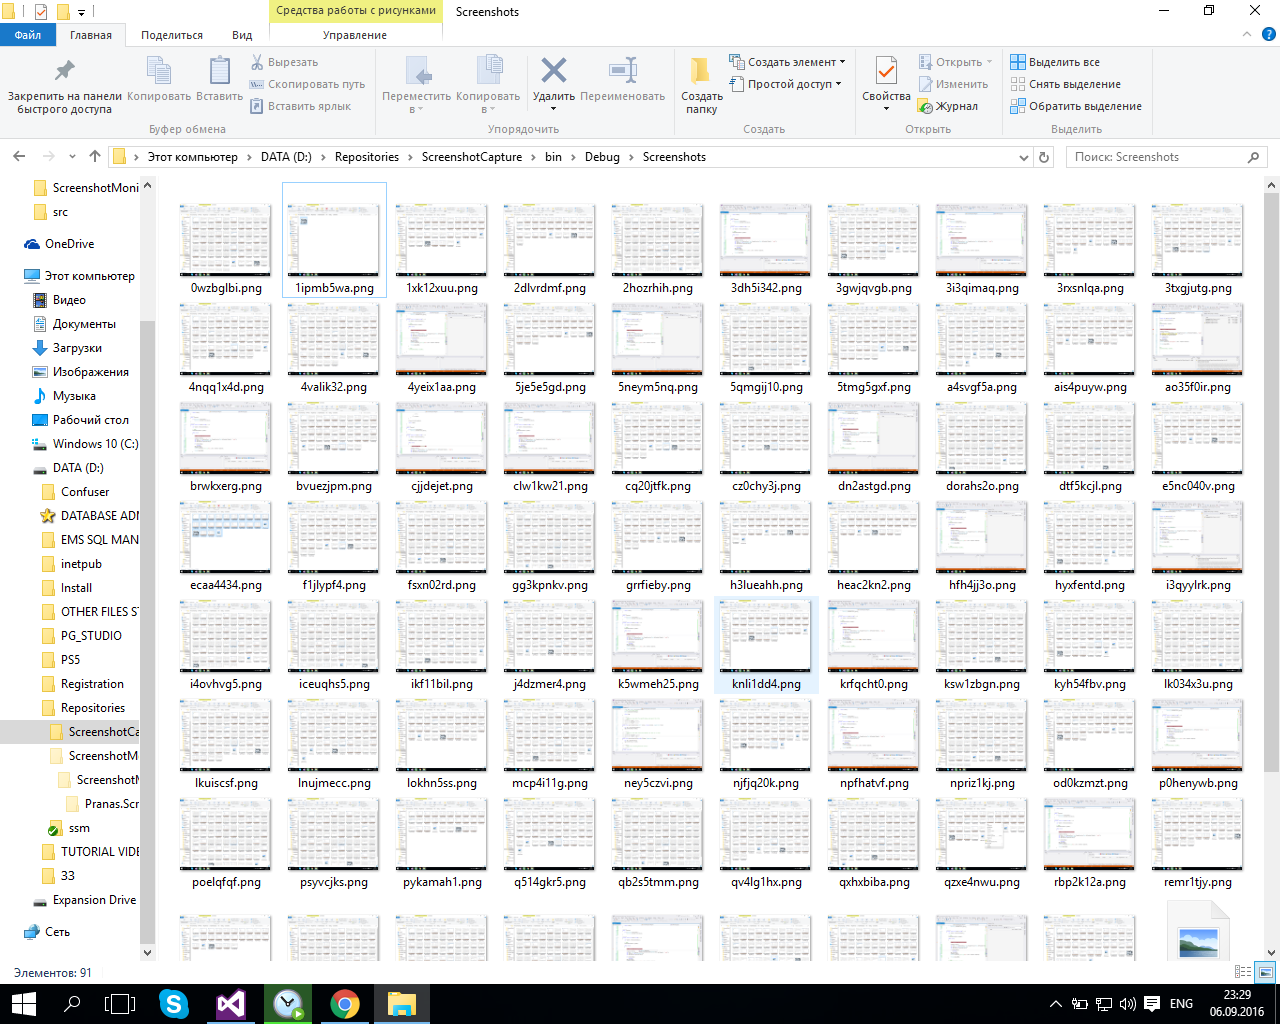 Средства работы с рисунками
Screenshots
Файл
Главная
Поделиться
Вид
Управление
Закрепить на панели
быстрого доступа
Копировать
Вставить
Вырезать
Скопировать путь
Вставить ярлык
Буфер обмена
Переместить
в
Копировать
в
Удалить
Переименовать
Упорядочить
Создать
папку
Создать элемент
Простой доступ
Создать
Свойства
Открыть
Изменить
Журнал
Открыть
Выделить все
Снять выделение
Обратить выделение
Выделить
Этот компьютер > DATA (D:) > Repositories > ScreenshotCapture > bin > Debug > Screenshots
Поиск: Screenshots
ScreenshotMoni
src
OneDrive
Этот компьютер
Видео
Документы
Загрузки
Изображения
Музыка
Рабочий стол
Windows 10 (C:)
DATA (D:)
Confuser
DATABASE ADM
EMS SQL MAN
inetpub
Install
OTHER FILES ST
PG_STUDIO
PS5
Registration
Repositories
ScreenshotCa
ScreenshotM
Screenshot
Pranas.Scr
ssm
TUTORIAL VIDE
33
Expansion Drive
Сеть
0wzbglbi.png 1ipmb5wa.png 1xk12xuu.png 2dlvrdmf.png 2hozrhih.png 3dh5i342.png 3gwjqvgb.png 3i3qimaq.png 3rxsnlqa.png 3txgjutg.png
4nqq1x4d.png 4valik32.png 4yeix1aa.png 5je5e5gd.png 5neym5nq.png 5qmgij10.png 5tmg5gxf.png a4svgf5a.png ais4puyw.png ao35f0ir.png
brwkxerg.png bvuezjpm.png cjjdejet.png clw1kw21.png cq20jtfk.png cz0chy3j.png dn2astgd.png dorahs2o.png dtf5kcjl.png e5nc040v.png
ecaa4434.png f1jlypf4.png fsxn02rd.png gg3kpnkv.png grrfieby.png h3lueahh.png heac2kn2.png hfh4jj3o.png hyxfentd.png i3qyylrk.png
i4ovhvg5.png iceuqhs5.png ikf11bil.png j4dzmer4.png k5wmeh25.png knli1dd4.png krfqcht0.png ksw1zbgn.png kyh54fbv.png lk034x3u.png
lkuiscsf.png lnujmecc.png lokhn5ss.png mcp4i11g.png ney5czvi.png njfjq20k.png npfhatvf.png npriz1kj.png od0kzmzt.png p0henywb.png
poelqfqf.png psyvcjks.png pykamah1.png q514gkr5.png qb2s5tmm.png qv4lg1hx.png qxhxbiba.png qzxe4nwu.png rbp2k12a.png remr1tjy.png
Элементов: 91
ENG
23:29
06.09.2016